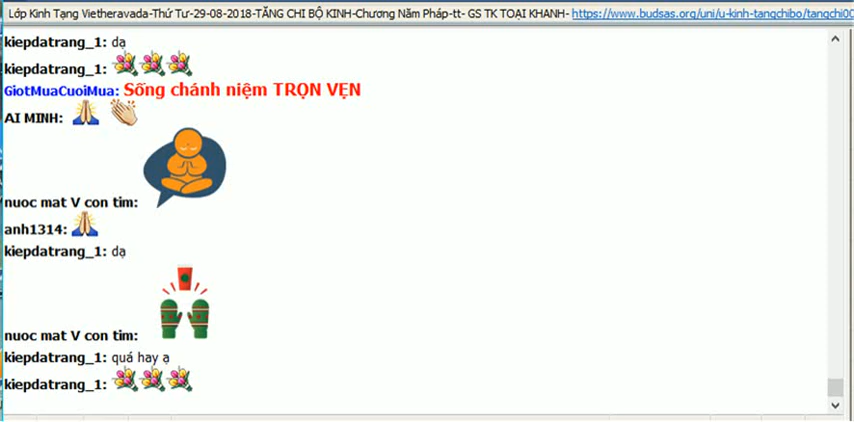 Lớp Kinh Tạng Vietheravada-Thứ Tư-29-08-2018-TĂNG CHI BỘ KINH-Chương Năm Pháp-tt- GS TK TOẠI KHANH- https://www.budsas.org/uni/u-kinh-tangchibo/tangchi00
kiepdatrang_1: dạ
kiepdatrang_1:
GiotMuaCuoiMua: Sống chánh niệm TRỌN VẸN
AI MINH:
nuoc mat V con tim:
anh1314:
kiepdatrang_1: dạ
nuoc mat V con tim:
kiepdatrang_1: quá hay ạ
kiepdatrang_1: